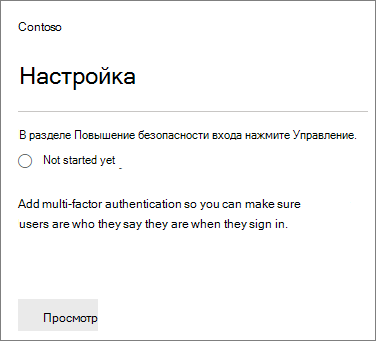 Contoso
Настройка
В разделе Повышение безопасности входа нажмите Управление.
Not started yet
Add multi-factor authentication so you can make sure
users are who they say they are when they sign in.
Просмотр